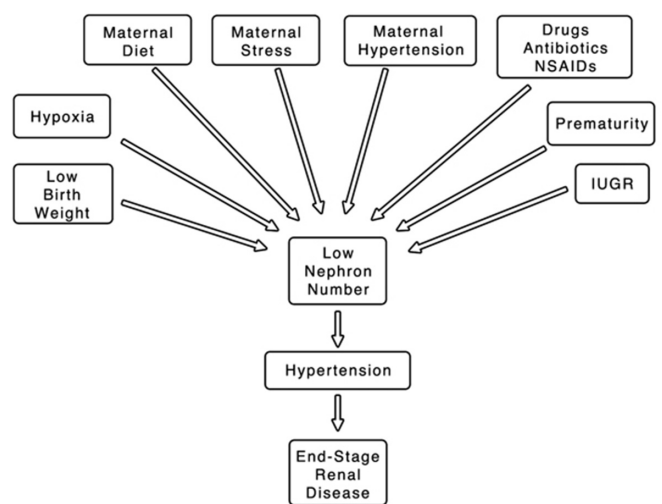 Maternal
Diet
Maternal
Stress
Maternal
Hypertension
Drugs
Antibiotics
NSAIDs
Hypoxia
Prematurity
Low
Birth
Weight
IUGR
Low
Nephron
Number
Hypertension
End-Stage
Renal
Disease